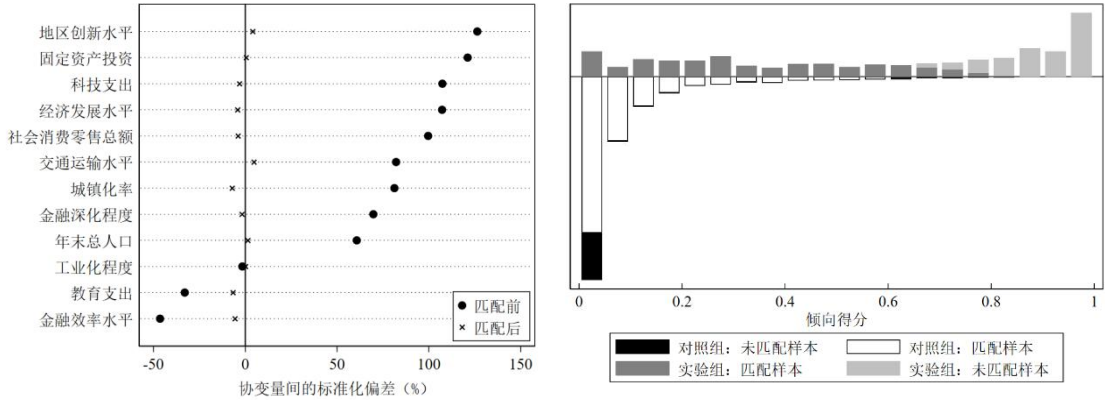 地区创新水平
固定资产投资
科技支出
经济发展水平
社会消费零售总额
交通运输水平
城镇化率
金融深化程度
年末总人口
工业化程度
教育支出
金融效率水平
匹配前
匹配后
-50 0 50 100 150
协变量间的标准化偏差（%）
0 0.2 0.4 0.6 0.8 1
倾向得分
对照组：未匹配样本 对照组：匹配样本
实验组：匹配样本 实验组：未匹配样本